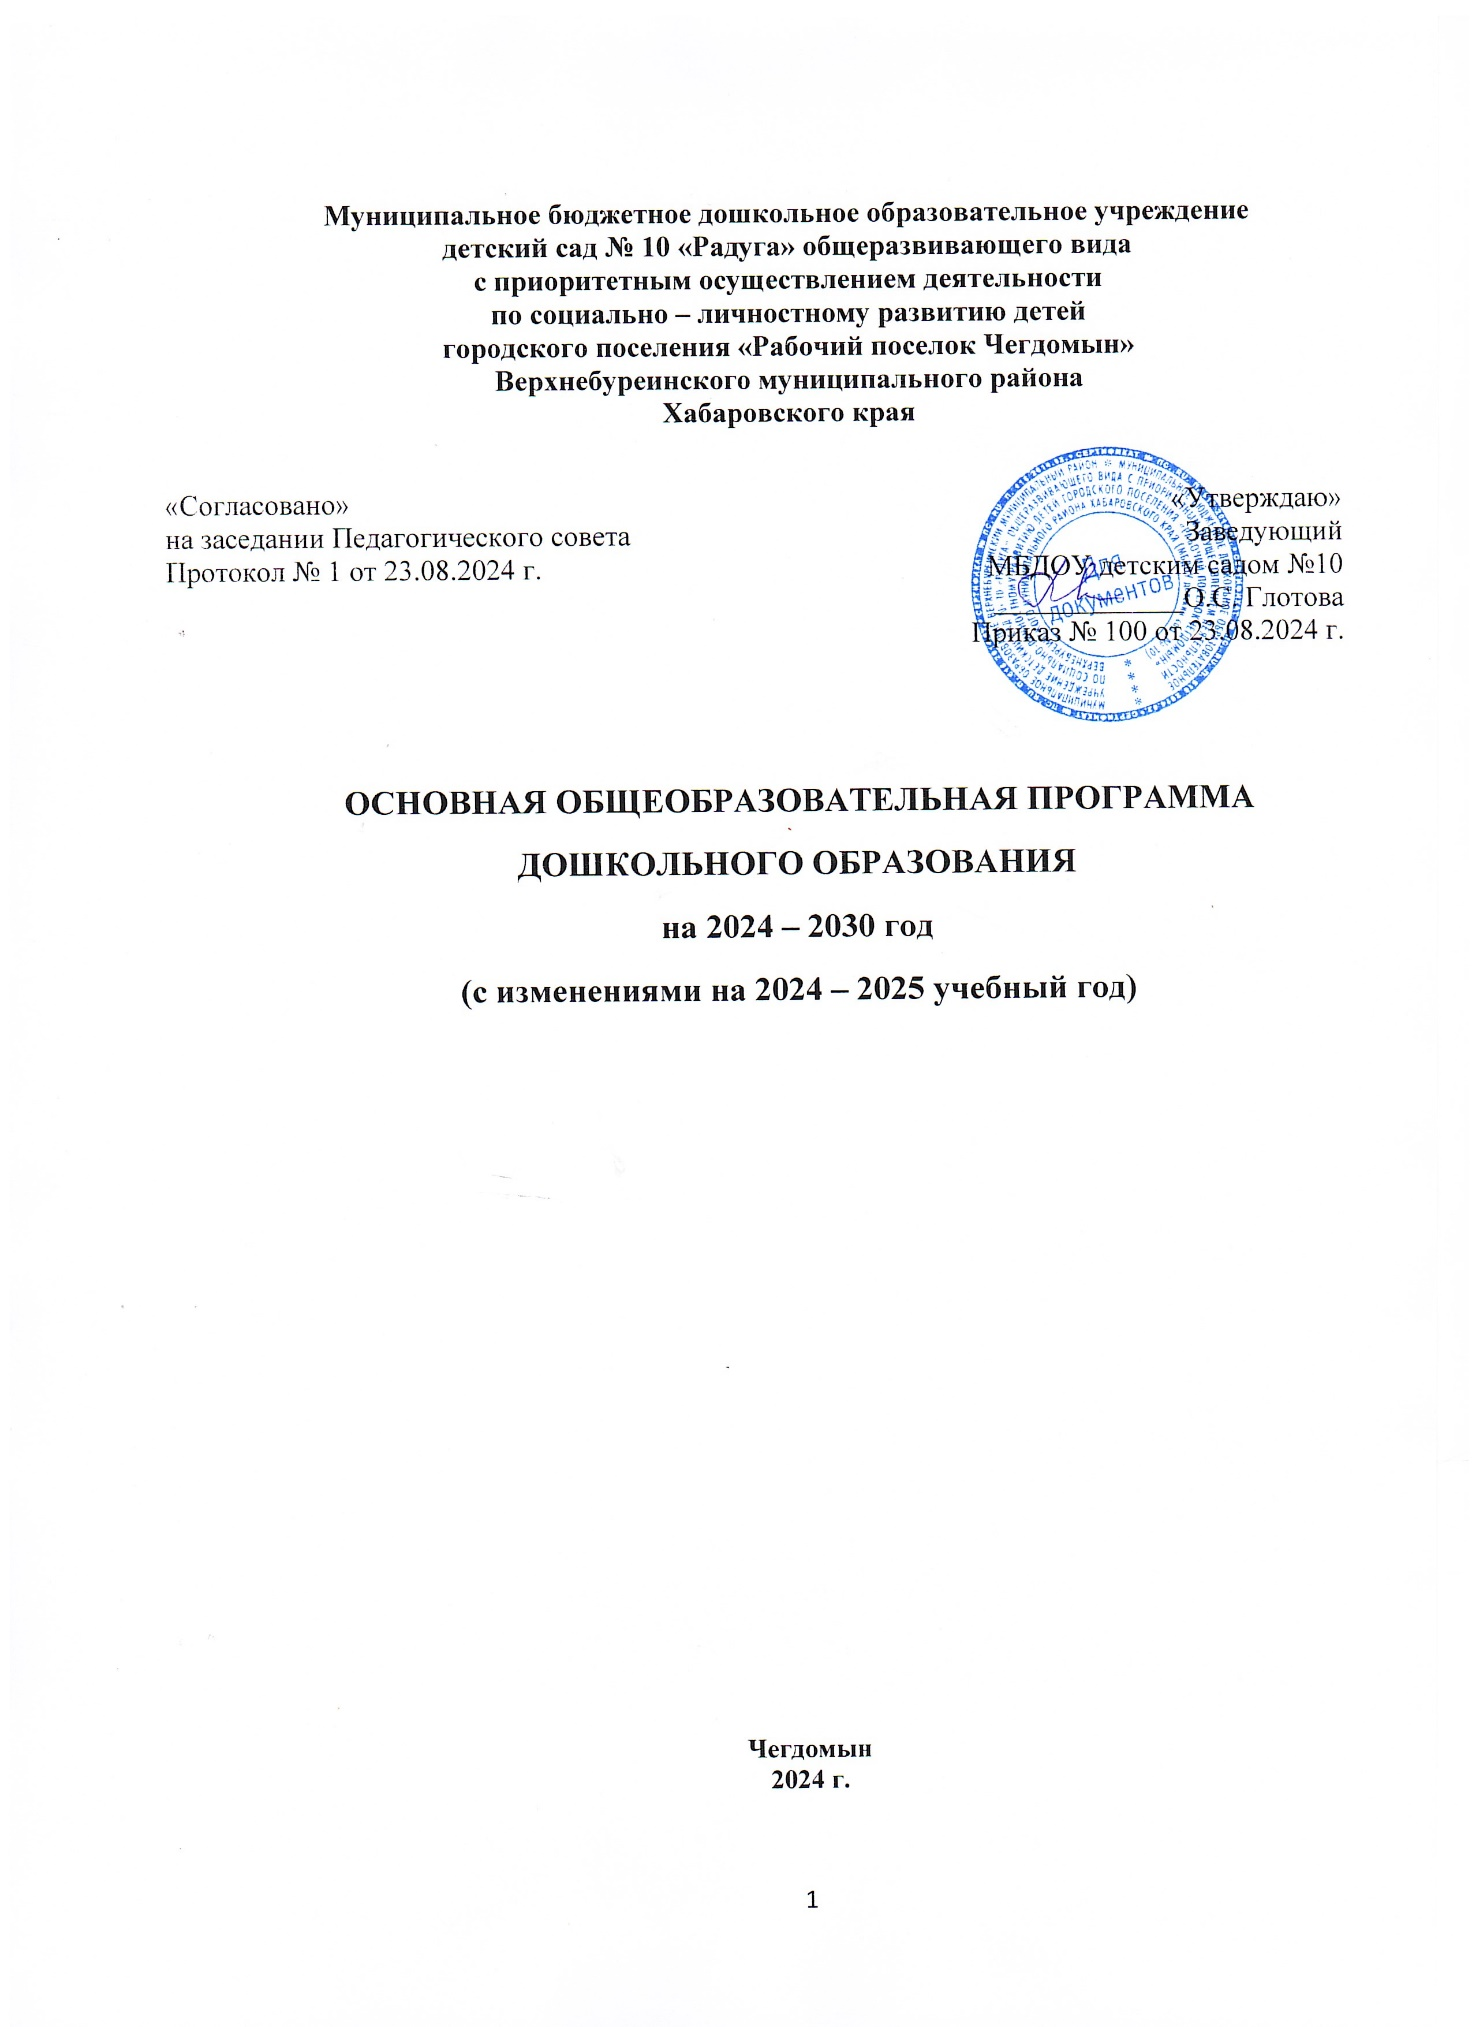 Муниципальное бюджетное дошкольное образовательное учреждение
детский сад № 10 «Радуга» общеразвивающего вида
с приоритетным осуществлением деятельности
по социально – личностному развитию детей
городского поселения «Рабочий поселок Чегдомын»
Верхнебуреинского муниципального района
Хабаровского края
«Согласовано»
на заседании Педагогического совета
Протокол № 1 от 23.08.2024 г.
«Утверждаю»
Заведующий
МБДОУ детским садом №10
О.С. Глотова
Приказ № 100 от 23.08.2024 г.
Для
документов
ОСНОВНАЯ ОБЩЕОБРАЗОВАТЕЛЬНАЯ ПРОГРАММА
ДОШКОЛЬНОГО ОБРАЗОВАНИЯ
на 2024 – 2030 год
(с изменениями на 2024 – 2025 учебный год)
Чегдомын
2024 г.
1